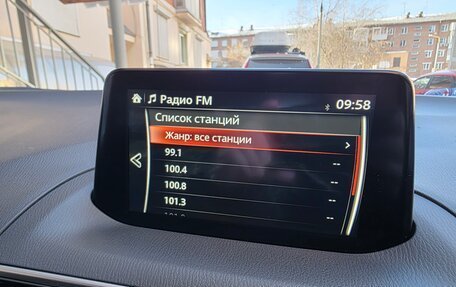 Радио FM
09:58
Список станций
Жанр: все станции
99.1 --
100.4 --
100.8 --
101.3 --